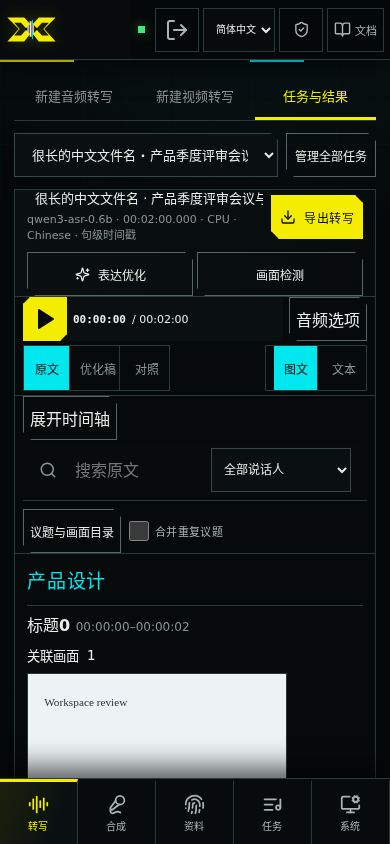 简体中文
文档
新建音频转写 新建视频转写 任务与结果
很长的中文文件名・产品季度评审会议
管理全部任务
很长的中文文件名 · 产品季度评审会议与
qwen3-asr-0.6b · 00:02:00.000 · CPU ·
Chinese · 句级时间戳
导出转写
表达优化 画面检测
00:00:00 / 00:02:00 音频选项
原文 优化稿 对照 图文 文本
展开时间轴
搜索原文 全部说话人
议题与画面目录 合并重复议题
产品设计
标题0 00:00:00–00:00:02
关联画面 1
Workspace review
转写 合成 资料 任务 系统